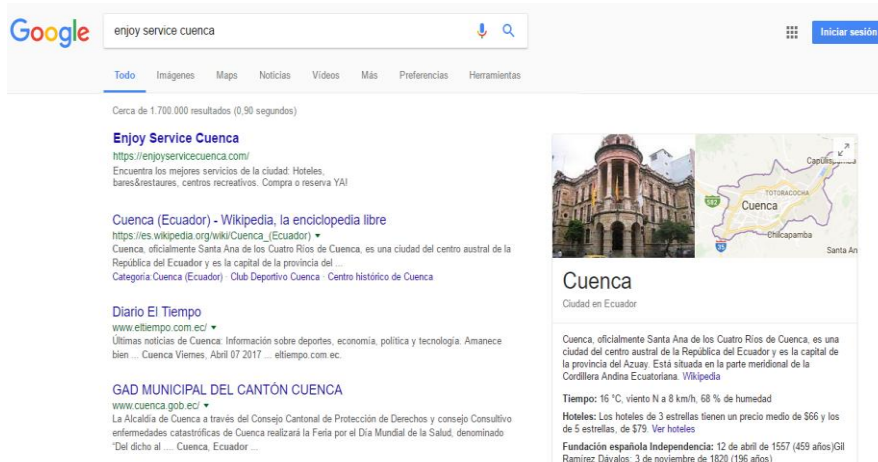 Google
enjoy service cuenca
Iniciar sesión
Todo Imágenes Maps Noticias Vídeos Más Preferencias Herramientas
Cerca de 1.700.000 resultados (0,90 segundos)
Enjoy Service Cuenca
https://enjoyservicecuenca.com/
Encuentra los mejores servicios de la ciudad: Hoteles,
bares&restaures, centros recreativos. Compra o reserva YA!
Cuenca (Ecuador) - Wikipedia, la enciclopedia libre
https://es.wikipedia.org/wiki/Cuenca_(Ecuador)
Cuenca, oficialmente Santa Ana de los Cuatro Ríos de Cuenca, es una ciudad del centro austral de la
República del Ecuador y es la capital de la provincia del ...
Categoría:Cuenca (Ecuador) · Club Deportivo Cuenca · Centro histórico de Cuenca
Diario El Tiempo
www.eltiempo.com.ec/
Últimas noticias de Cuenca: Información sobre deportes, economía, política y tecnología. Amanece
bien ... Cuenca Viernes, Abril 07 2017 ... eltiempo.com.ec.
GAD MUNICIPAL DEL CANTÓN CUENCA
www.cuenca.gob.ec/
La Alcaldía de Cuenca a través del Consejo Cantonal de Protección de Derechos y consejo Consultivo
enfermedades catastróficas de Cuenca realizará la Feria por el Día Mundial de la Salud, denominado
"Del dicho al .... Cuenca, Ecuador ...
TOTORACOCHA
582
Cuenca
Chilcapamba
35
Santa An
Cuenca
Ciudad en Ecuador
Cuenca, oficialmente Santa Ana de los Cuatro Ríos de Cuenca, es una
ciudad del centro austral de la República del Ecuador y es la capital de
la provincia del Azuay. Está situada en la parte meridional de la
Cordillera Andina Ecuatoriana. Wikipedia
Tiempo: 16 °C, viento N a 8 km/h, 68 % de humedad
Hoteles: Los hoteles de 3 estrellas tienen un precio medio de $66 y los
de 5 estrellas, de $79. Ver hoteles
Fundación española Independencia: 12 de abril de 1557 (459 años)Gil
Ramírez Dávalos; 3 de noviembre de 1820 (196 años)